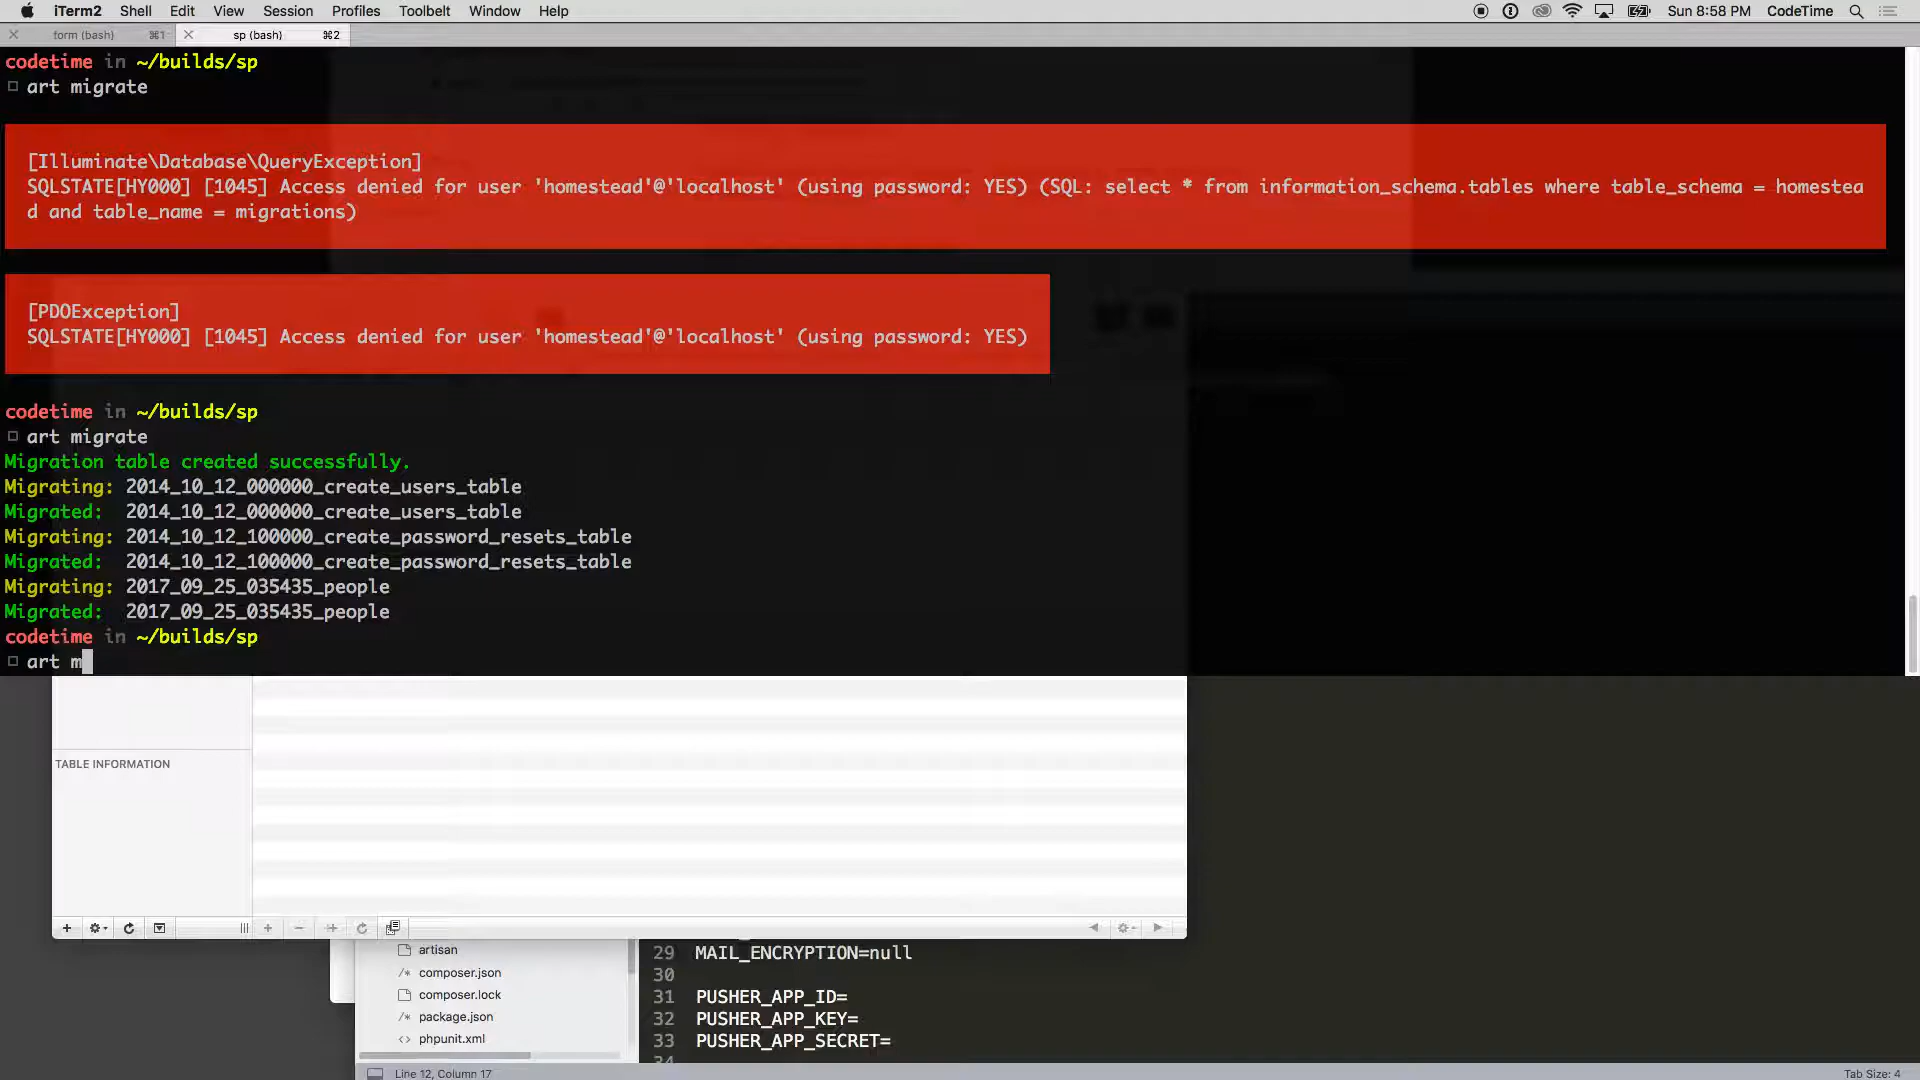 iTerm2 Shell Edit View Session Profiles Toolbelt Window Help Sun 8:58 PM CodeTime
form (bash) ⌘1 sp (bash) ⌘2
codetime in ~/builds/sp
art migrate
[Illuminate\Database\QueryException]
SQLSTATE[HY000] [1045] Access denied for user 'homestead'@'localhost' (using password: YES) (SQL: select * from information_schema.tables where table_schema = homestea
d and table_name = migrations)
[PDOException]
SQLSTATE[HY000] [1045] Access denied for user 'homestead'@'localhost' (using password: YES)
codetime in ~/builds/sp
art migrate
Migration table created successfully.
Migrating: 2014_10_12_000000_create_users_table
Migrated:  2014_10_12_000000_create_users_table
Migrating: 2014_10_12_100000_create_password_resets_table
Migrated:  2014_10_12_100000_create_password_resets_table
Migrating: 2017_09_25_035435_people
Migrated:  2017_09_25_035435_people
codetime in ~/builds/sp
art m
TABLE INFORMATION
artisan
composer.json
composer.lock
package.json
phpunit.xml
29 MAIL_ENCRYPTION=null
30
31 PUSHER_APP_ID=
32 PUSHER_APP_KEY=
33 PUSHER_APP_SECRET=
34
Line 12, Column 17 Tab Size: 4